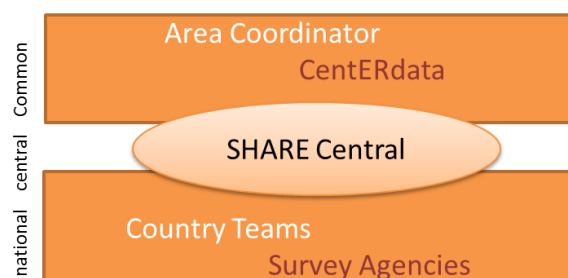 Common
Area Coordinator
CentERdata
central
SHARE Central
national
Country Teams
Survey Agencies